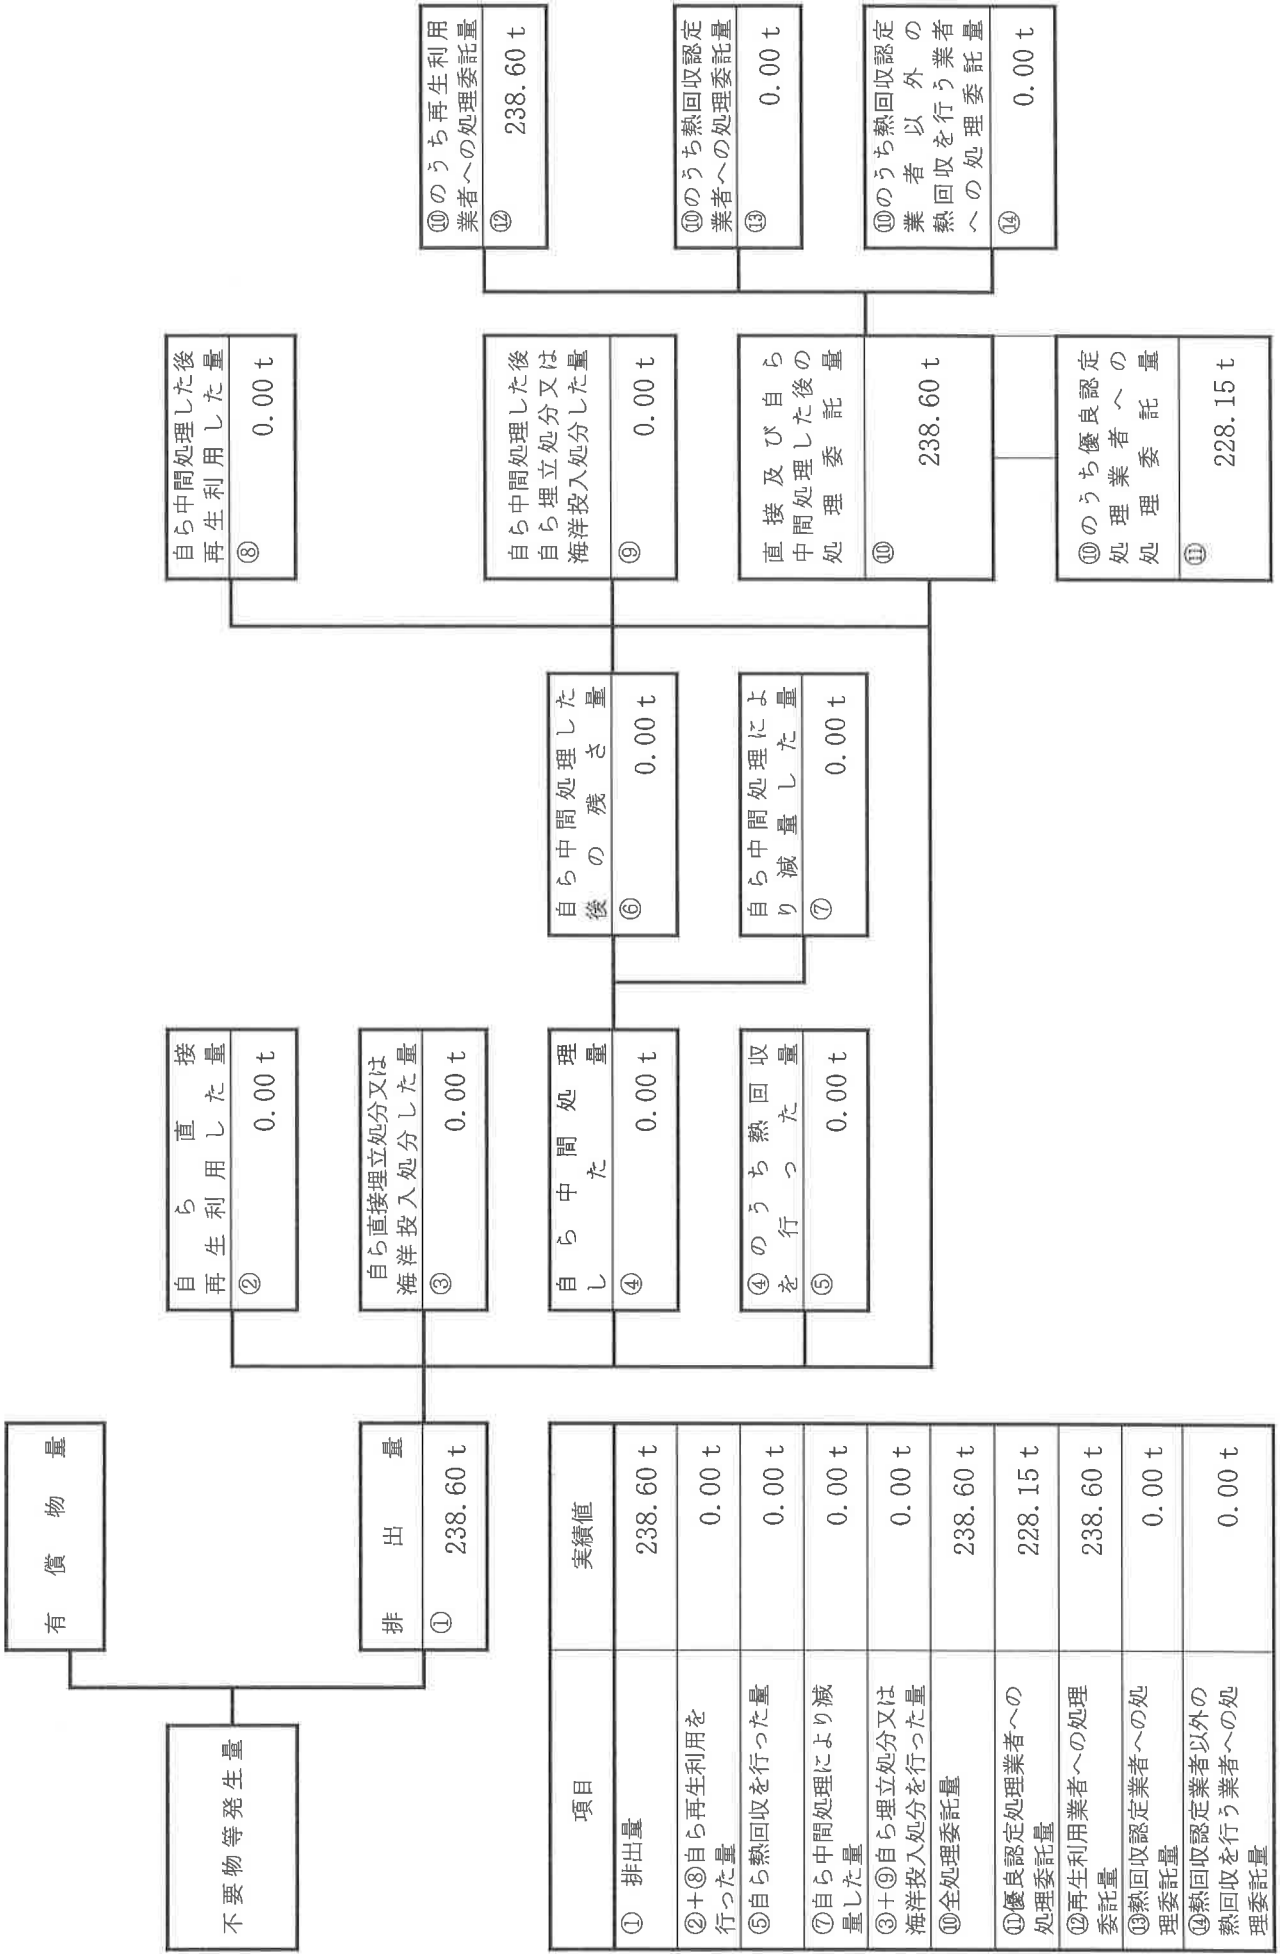 不要物等発生量
有償物量
排出量
① 238.60 t
自ら直接
再生利用した量
② 0.00 t
自ら直接埋立処分又は
海洋投入処分した量
③ 0.00 t
自ら中間処理
した量
④ 0.00 t
④のうち熱回収
を行った量
⑤ 0.00 t
自ら中間処理した
後の残さ量
⑥ 0.00 t
自ら中間処理によ
り減量した量
⑦ 0.00 t
自ら中間処理した後
再生利用した量
⑧ 0.00 t
自ら中間処理した後
自ら埋立処分又は
海洋投入処分した量
⑨ 0.00 t
直接及び自ら
中間処理した後の
処理委託量
⑩ 238.60 t
⑩のうち優良認定
処理業者への
処理委託量
⑪ 228.15 t
⑩のうち再生利用
業者への処理委託量
⑫ 238.60 t
⑩のうち熱回収認定
業者への処理委託量
⑬ 0.00 t
⑩のうち熱回収認定
業者以外の
熱回収を行う業者
への処理委託量
⑭ 0.00 t
項目 実績値
① 排出量 238.60 t
②+⑧自ら再生利用を
行った量 0.00 t
⑤自ら熱回収を行った量 0.00 t
⑦自ら中間処理により減
量した量 0.00 t
③+⑨自ら埋立処分又は
海洋投入処分を行った量 0.00 t
⑩全処理委託量 238.60 t
⑪優良認定処理業者への
処理委託量 228.15 t
⑫再生利用業者への処理
委託量 238.60 t
⑬熱回収認定業者への処
理委託量 0.00 t
⑭熱回収認定業者以外の
熱回収を行う業者への処
理委託量 0.00 t